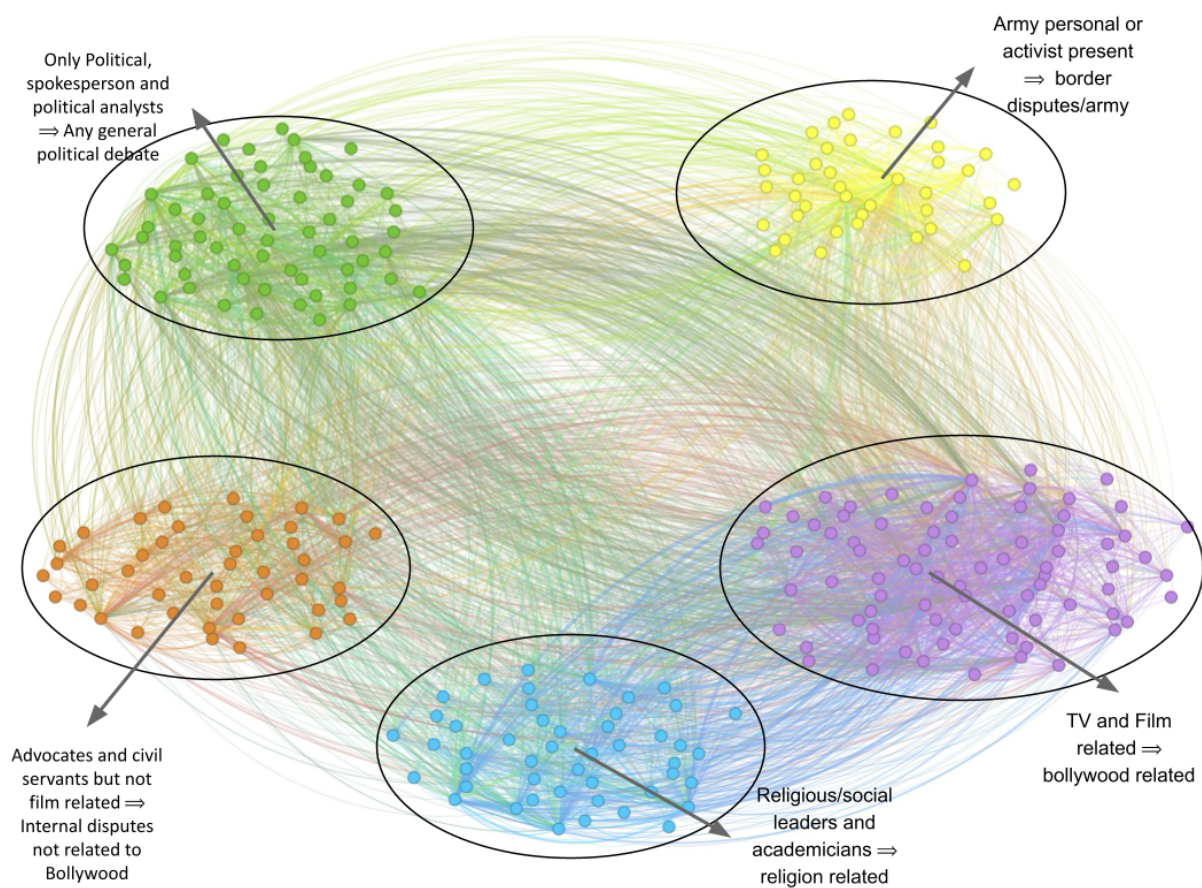 Only Political,
spokesperson and
political analysts
⇒ Any general
political debate
Army personal or
activist present
⇒ border
disputes/army
Advocates and civil
servants but not
film related ⇒
Internal disputes
not related to
Bollywood
Religious/social
leaders and
academicians ⇒
religion related
TV and Film
related ⇒
bollywood related